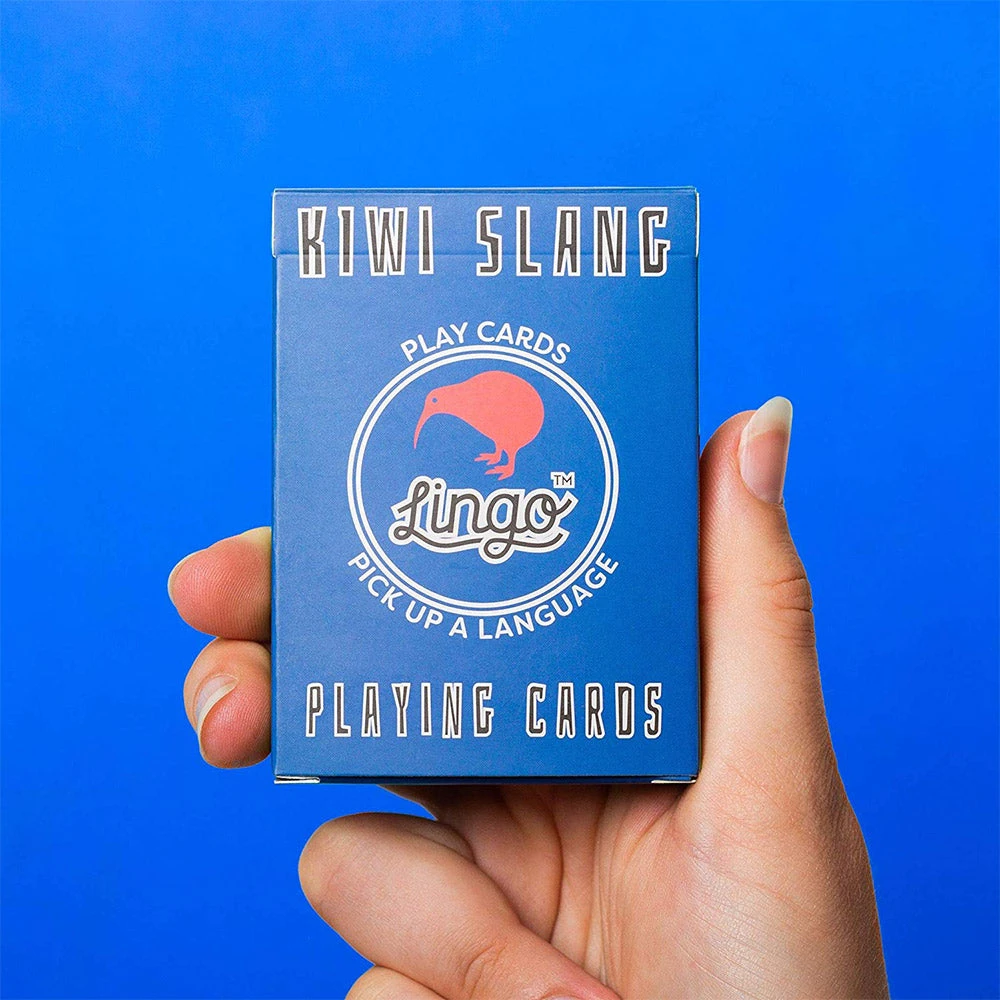 KIWI SLANG
PLAY CARDS
Lingo™
PICK UP A LANGUAGE
PLAYING CARDS